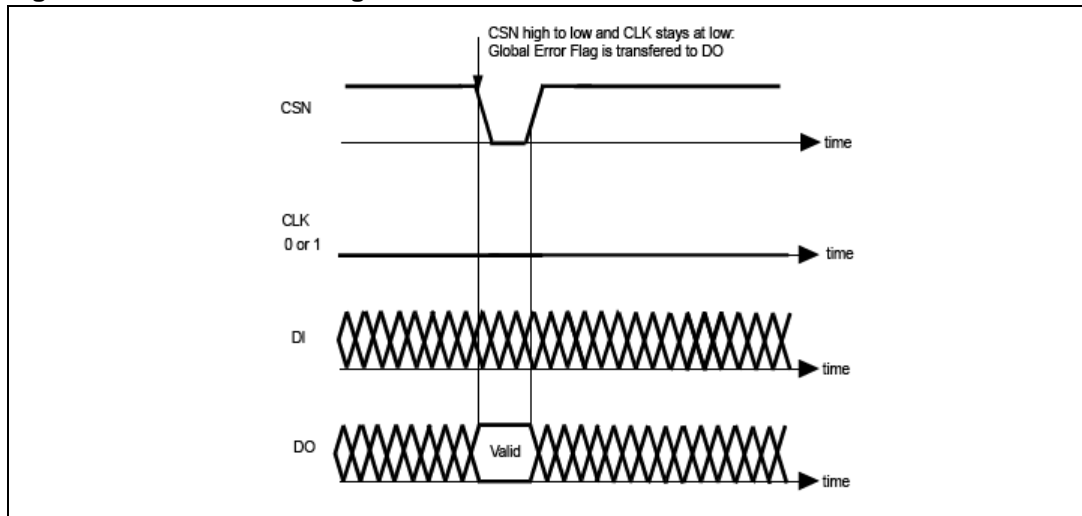 CSN high to low and CLK stays at low:
Global Error Flag is transfered to DO
CSN
time
CLK
0 or 1
time
DI
time
DO
Valid
time